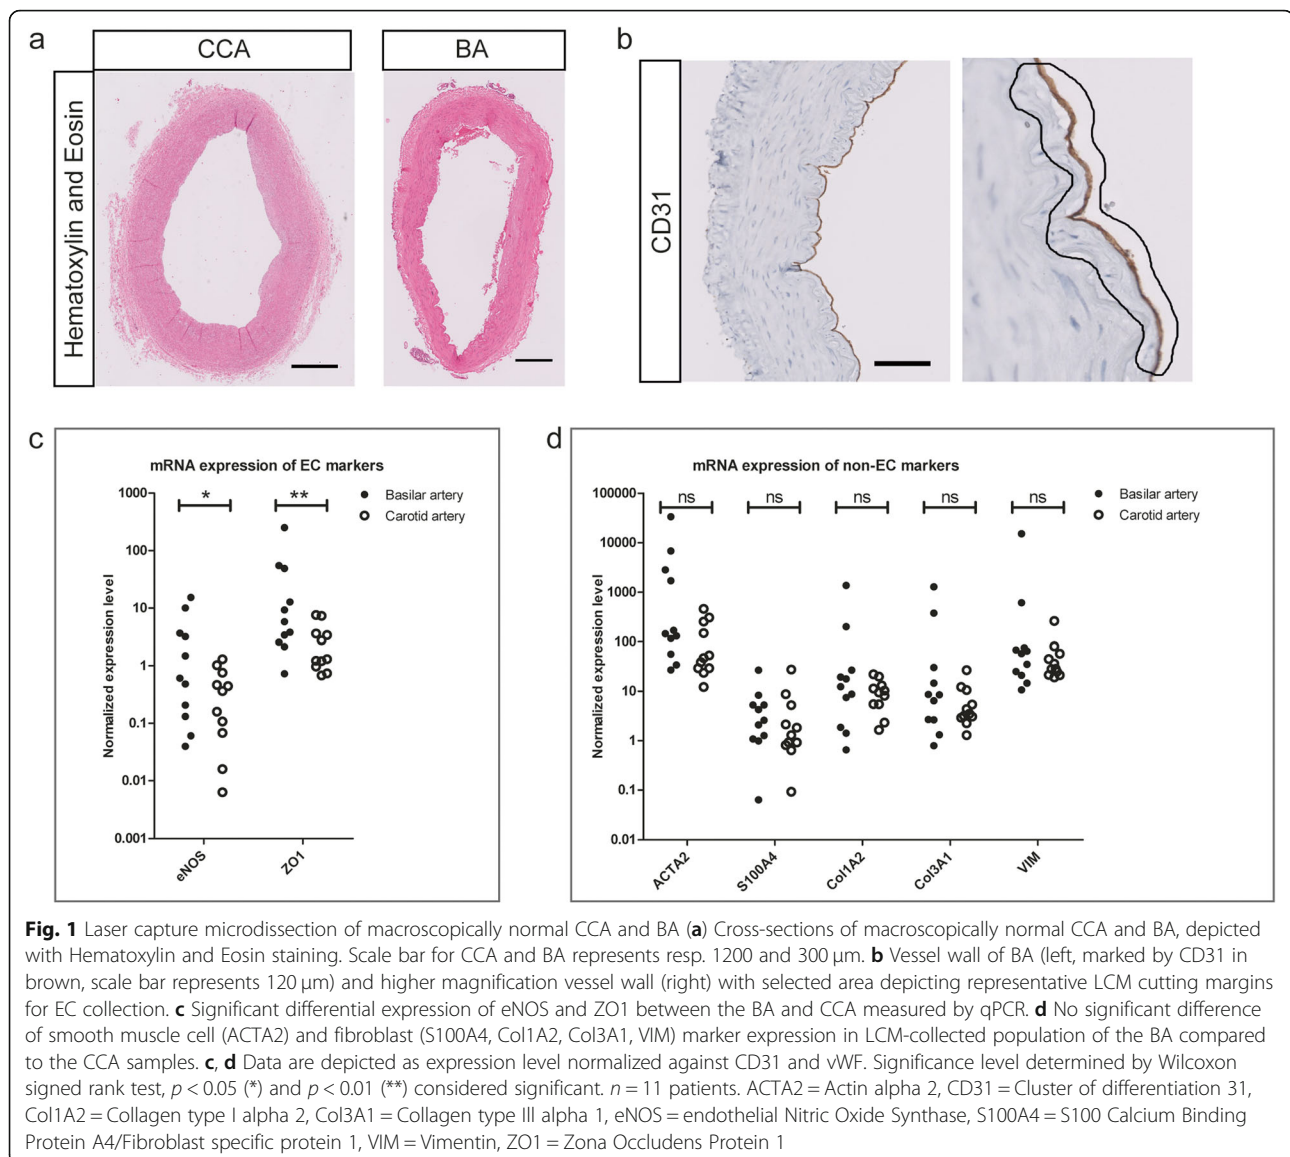 a
CCA
BA
Hematoxylin and Eosin
b
CD31
c
mRNA expression of EC markers
1000
100
10
1
0.1
0.01
0.001
Normalized expression level
*
**
Basilar artery
Carotid artery
eNOS
ZO1
d
mRNA expression of non-EC markers
100000
10000
1000
100
10
1
0.1
0.01
Normalized expression level
ns
ns
ns
ns
ns
Basilar artery
Carotid artery
ACTA2
S100A4
Col1A2
Col3A1
VIM
Fig. 1 Laser capture microdissection of macroscopically normal CCA and BA (a) Cross-sections of macroscopically normal CCA and BA, depicted
with Hematoxylin and Eosin staining. Scale bar for CCA and BA represents resp. 1200 and 300 μm. b Vessel wall of BA (left, marked by CD31 in
brown, scale bar represents 120 μm) and higher magnification vessel wall (right) with selected area depicting representative LCM cutting margins
for EC collection. c Significant differential expression of eNOS and ZO1 between the BA and CCA measured by qPCR. d No significant difference
of smooth muscle cell (ACTA2) and fibroblast (S100A4, Col1A2, Col3A1, VIM) marker expression in LCM-collected population of the BA compared
to the CCA samples. c, d Data are depicted as expression level normalized against CD31 and vWF. Significance level determined by Wilcoxon
signed rank test, p < 0.05 (*) and p < 0.01 (**) considered significant. n = 11 patients. ACTA2 = Actin alpha 2, CD31 = Cluster of differentiation 31,
Col1A2 = Collagen type I alpha 2, Col3A1 = Collagen type III alpha 1, eNOS = endothelial Nitric Oxide Synthase, S100A4 = S100 Calcium Binding
Protein A4/Fibroblast specific protein 1, VIM = Vimentin, ZO1 = Zona Occludens Protein 1